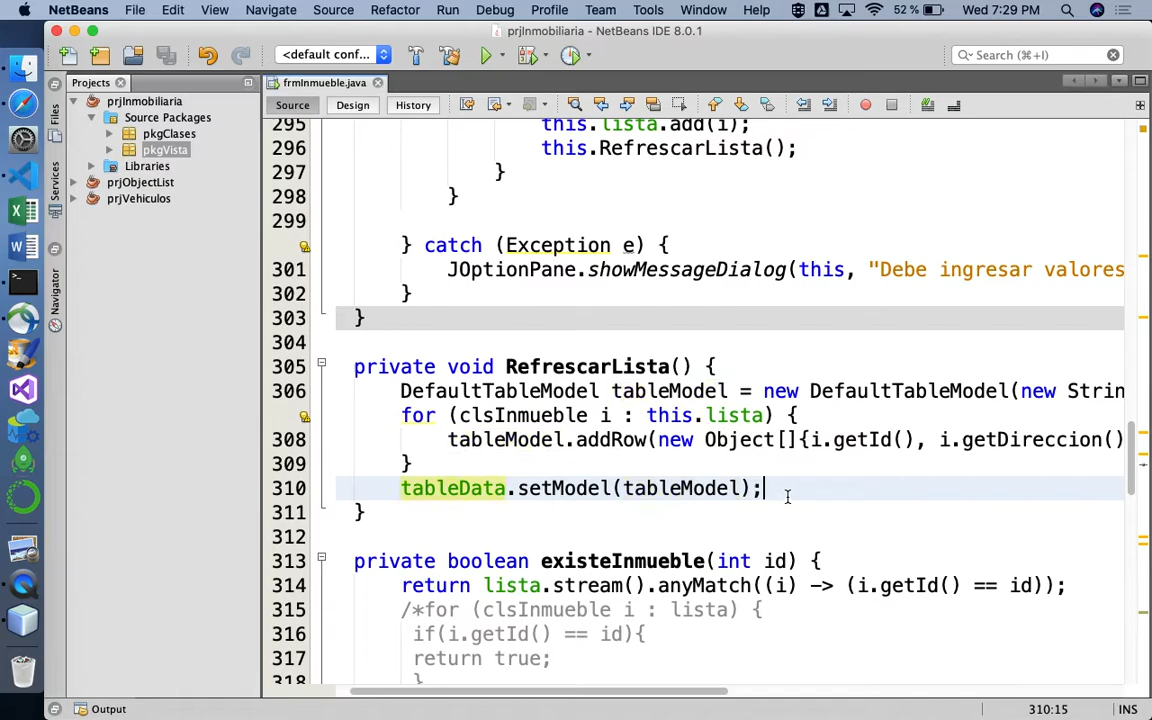 NetBeans File Edit View Navigate Source Refactor Run Debug Profile Team Tools Window Help 52 % Wed 7:29 PM
prjInmobiliaria - NetBeans IDE 8.0.1
<default conf... Search (⌘+I)
Projects frmInmueble.java
Source Design History
Files
Services
Navigator
prjInmobiliaria
Source Packages
pkgClases
pkgVista
Libraries
prjObjectList
prjVehiculos
295 this.lista.add(i);
296 this.RefrescarLista();
297 }
298 }
299
} catch (Exception e) {
301 JOptionPane.showMessageDialog(this, "Debe ingresar valores
302 }
303 }
304
305 private void RefrescarLista() {
306 DefaultTableModel tableModel = new DefaultTableModel(new Strin
for (clsInmueble i : this.lista) {
308 tableModel.addRow(new Object[]{i.getId(), i.getDireccion()
309 }
310 tableData.setModel(tableModel);
311 }
312
313 private boolean existeInmueble(int id) {
314 return lista.stream().anyMatch((i) -> (i.getId() == id));
315 /*for (clsInmueble i : lista) {
316 if(i.getId() == id){
317 return true;
318 }
Output 310:15 INS